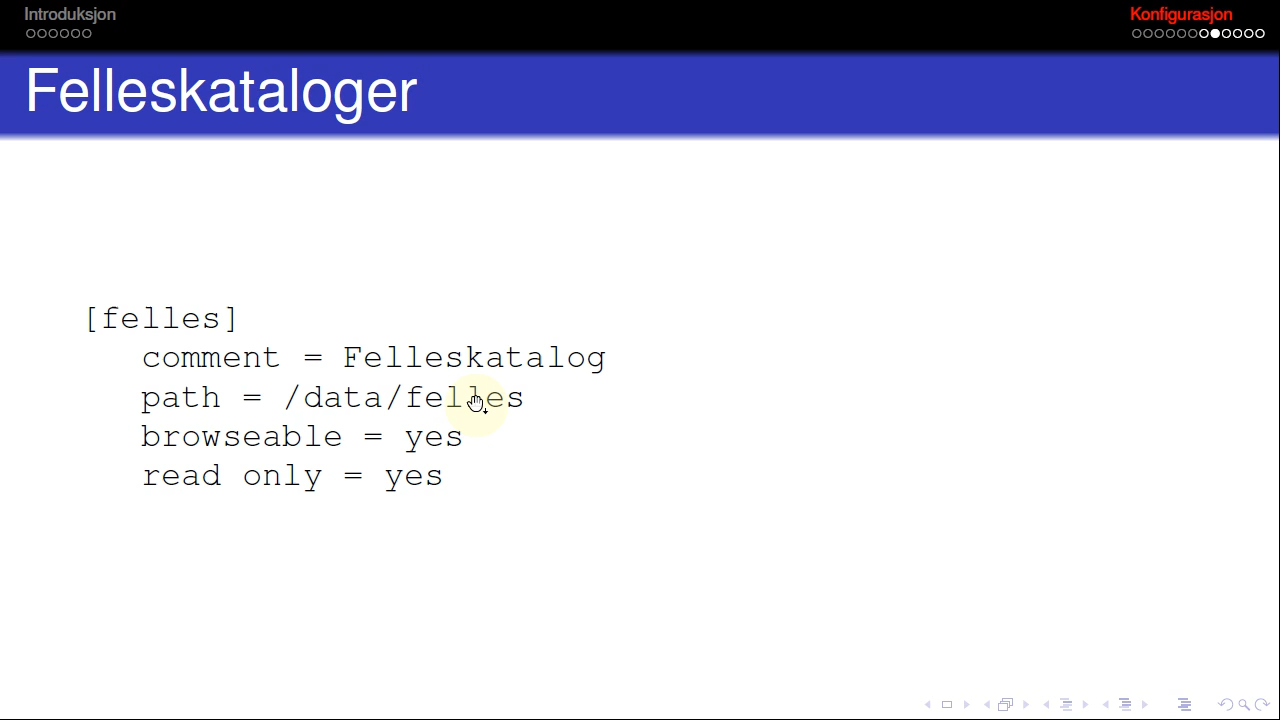 Introduksjon
Konfigurasjon
Felleskataloger
[felles]
comment = Felleskatalog
path = /data/felles
browseable = yes
read only = yes